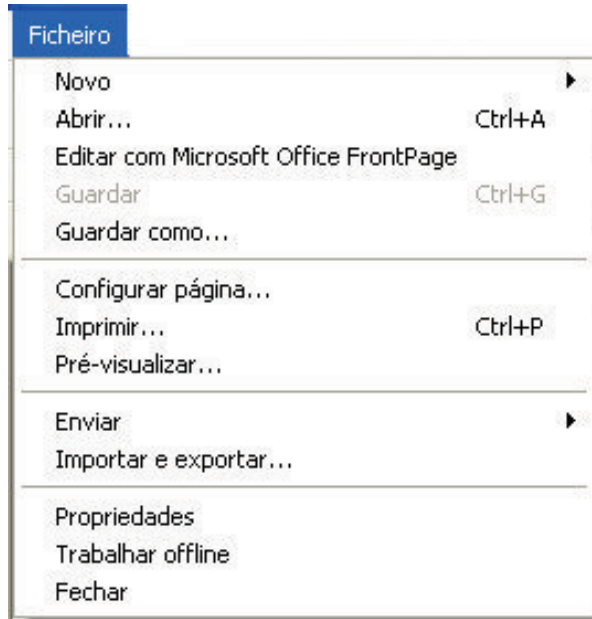 Ficheiro
Novo
Abrir... Ctrl+A
Editar com Microsoft Office FrontPage
Guardar Ctrl+G
Guardar como...
Configurar página...
Imprimir... Ctrl+P
Pré-visualizar...
Enviar
Importar e exportar...
Propriedades
Trabalhar offline
Fechar